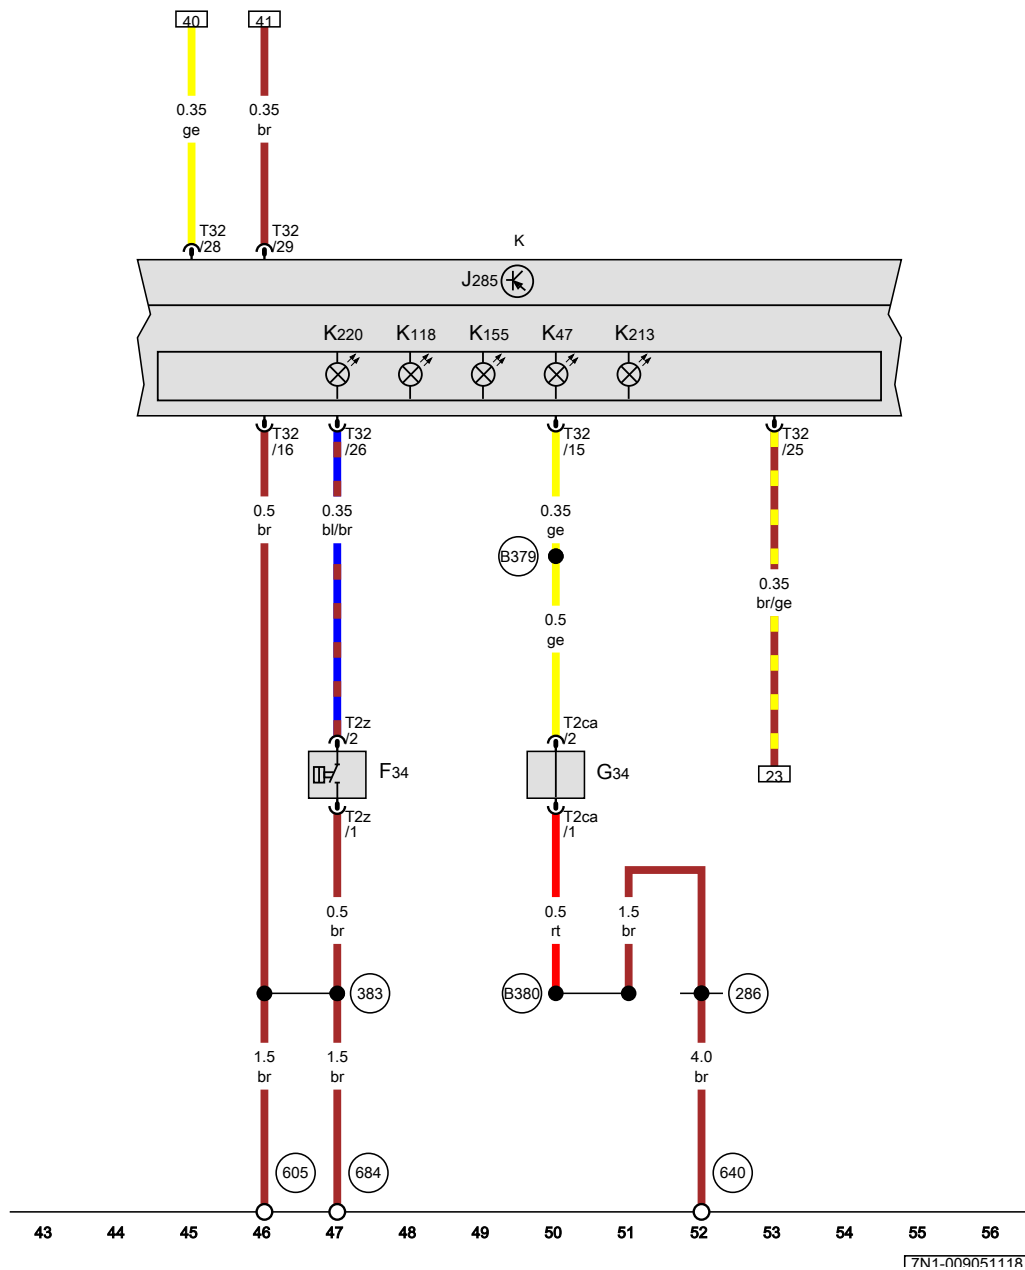 40 41
0.35 0.35
ge br
T32 T32
/28 /29
K
J285
K220 K118 K155 K47 K213
T32 T32 T32 T32
/16 /26 /15 /25
0.5 0.35 0.35
br bl/br ge
B379
0.35
br/ge
0.5
ge
T2z T2ca
/2 /2
F34 G34
23
T2z T2ca
/1 /1
0.5 0.5 1.5
br rt br
383 B380 286
1.5 1.5 4.0
br br br
605 684 640
43 44 45 46 47 48 49 50 51 52 53 54 55 56
7N1-009051118